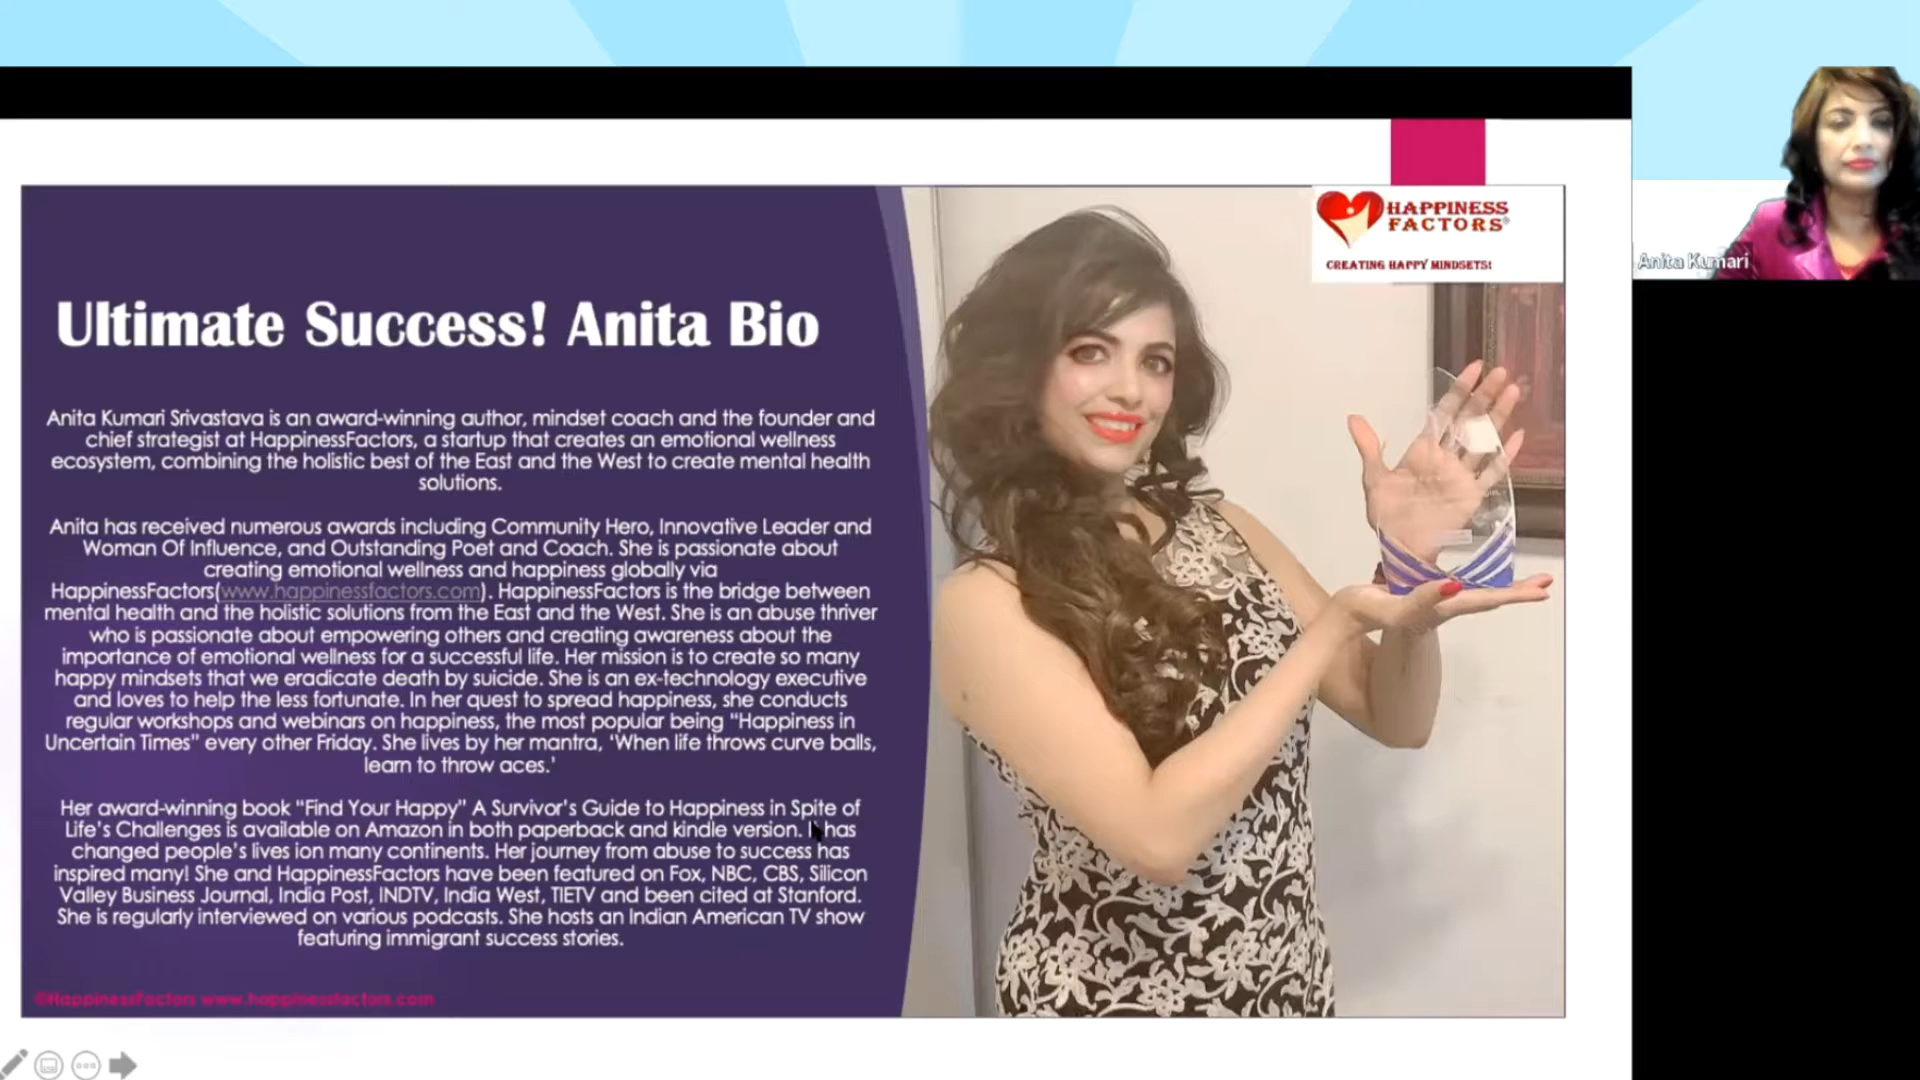 HAPPINESS
FACTORS®
CREATING HAPPY MINDSETS!
Anita Kumari
Ultimate Success! Anita Bio
Anita Kumari Srivastava is an award-winning author, mindset coach and the founder and
chief strategist at HappinessFactors, a startup that creates an emotional wellness
ecosystem, combining the holistic best of the East and the West to create mental health
solutions.
Anita has received numerous awards including Community Hero, Innovative Leader and
Woman Of Influence, and Outstanding Poet and Coach. She is passionate about
creating emotional wellness and happiness globally via
HappinessFactors(www.happinessfactors.com). HappinessFactors is the bridge between
mental health and the holistic solutions from the East and the West. She is an abuse thriver
who is passionate about empowering others and creating awareness about the
importance of emotional wellness for a successful life. Her mission is to create so many
happy mindsets that we eradicate death by suicide. She is an ex-technology executive
and loves to help the less fortunate. In her quest to spread happiness, she conducts
regular workshops and webinars on happiness, the most popular being “Happiness in
Uncertain Times” every other Friday. She lives by her mantra, ‘When life throws curve balls,
learn to throw aces.’
Her award-winning book “Find Your Happy” A Survivor’s Guide to Happiness in Spite of
Life’s Challenges is available on Amazon in both paperback and kindle version. It has
changed people’s lives ion many continents. Her journey from abuse to success has
inspired many! She and HappinessFactors have been featured on Fox, NBC, CBS, Silicon
Valley Business Journal, India Post, INDTV, India West, TIETV and been cited at Stanford.
She is regularly interviewed on various podcasts. She hosts an Indian American TV show
featuring immigrant success stories.
©HappinessFactors www.happinessfactors.com